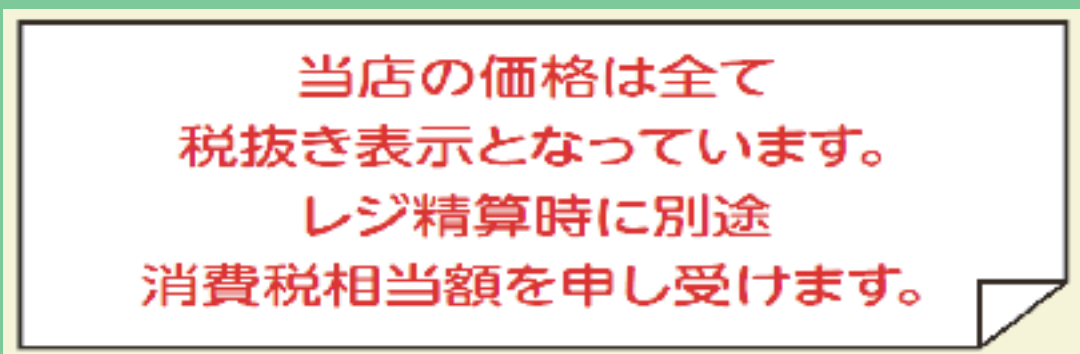 当店の価格は全て
税抜き表示となっています。
レジ精算時に別途
消費税相当額を申し受けます。